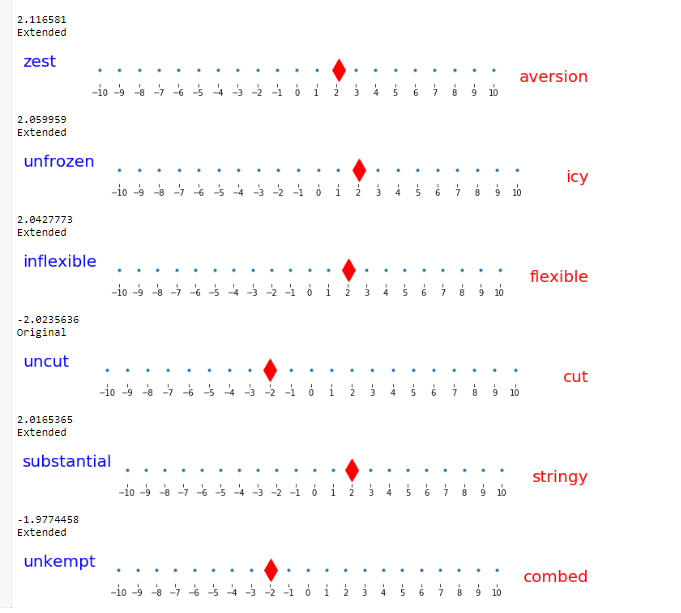 2.116581
Extended
zest
aversion
−10 −9 −8 −7 −6 −5 −4 −3 −2 −1 0 1 2 3 4 5 6 7 8 9 10
2.059959
Extended
unfrozen
icy
−10 −9 −8 −7 −6 −5 −4 −3 −2 −1 0 1 2 3 4 5 6 7 8 9 10
2.0427773
Extended
inflexible
flexible
−10 −9 −8 −7 −6 −5 −4 −3 −2 −1 0 1 2 3 4 5 6 7 8 9 10
-2.0235636
Original
uncut
cut
−10 −9 −8 −7 −6 −5 −4 −3 −2 −1 0 1 2 3 4 5 6 7 8 9 10
2.0165365
Extended
substantial
stringy
−10 −9 −8 −7 −6 −5 −4 −3 −2 −1 0 1 2 3 4 5 6 7 8 9 10
-1.9774458
Extended
unkempt
combed
−10 −9 −8 −7 −6 −5 −4 −3 −2 −1 0 1 2 3 4 5 6 7 8 9 10